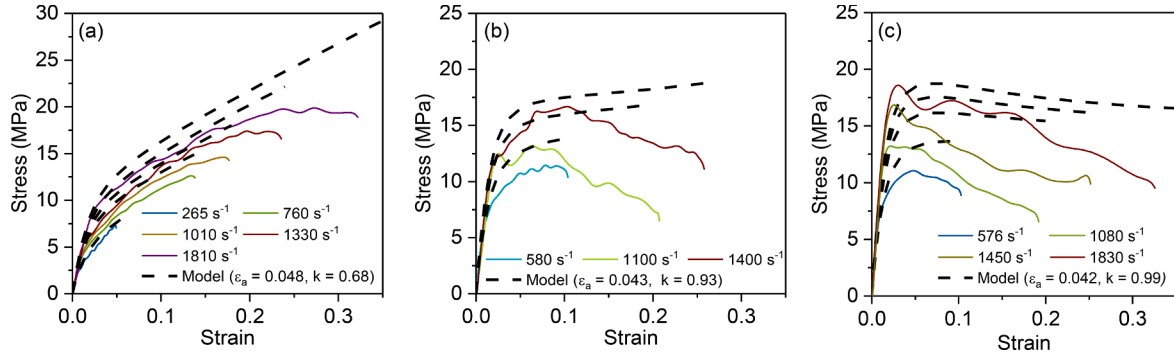 (a)
30
25
20
15
10
5
0
Stress (MPa)
265 s⁻¹ 760 s⁻¹
1010 s⁻¹ 1330 s⁻¹
1810 s⁻¹
Model (εₐ = 0.048, k = 0.68)
0.0 0.1 0.2 0.3
Strain
(b)
25
20
15
10
5
0
Stress (MPa)
580 s⁻¹ 1100 s⁻¹ 1400 s⁻¹
Model (εₐ = 0.043, k = 0.93)
0.0 0.1 0.2 0.3
Strain
(c)
25
20
15
10
5
0
Stress (MPa)
576 s⁻¹ 1080 s⁻¹
1450 s⁻¹ 1830 s⁻¹
Model (εₐ = 0.042, k = 0.99)
0.0 0.1 0.2 0.3
Strain